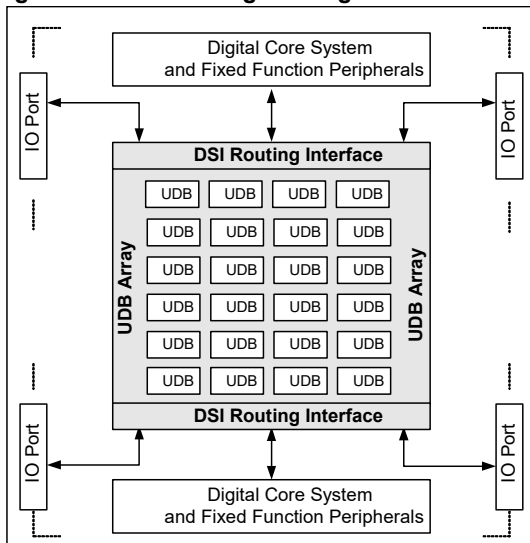 Digital Core System
and Fixed Function Peripherals
IO Port
IO Port
DSI Routing Interface
UDB UDB UDB UDB
UDB UDB UDB UDB
UDB UDB UDB UDB
UDB UDB UDB UDB
UDB UDB UDB UDB
UDB UDB UDB UDB
UDB Array
UDB Array
DSI Routing Interface
IO Port
IO Port
Digital Core System
and Fixed Function Peripherals